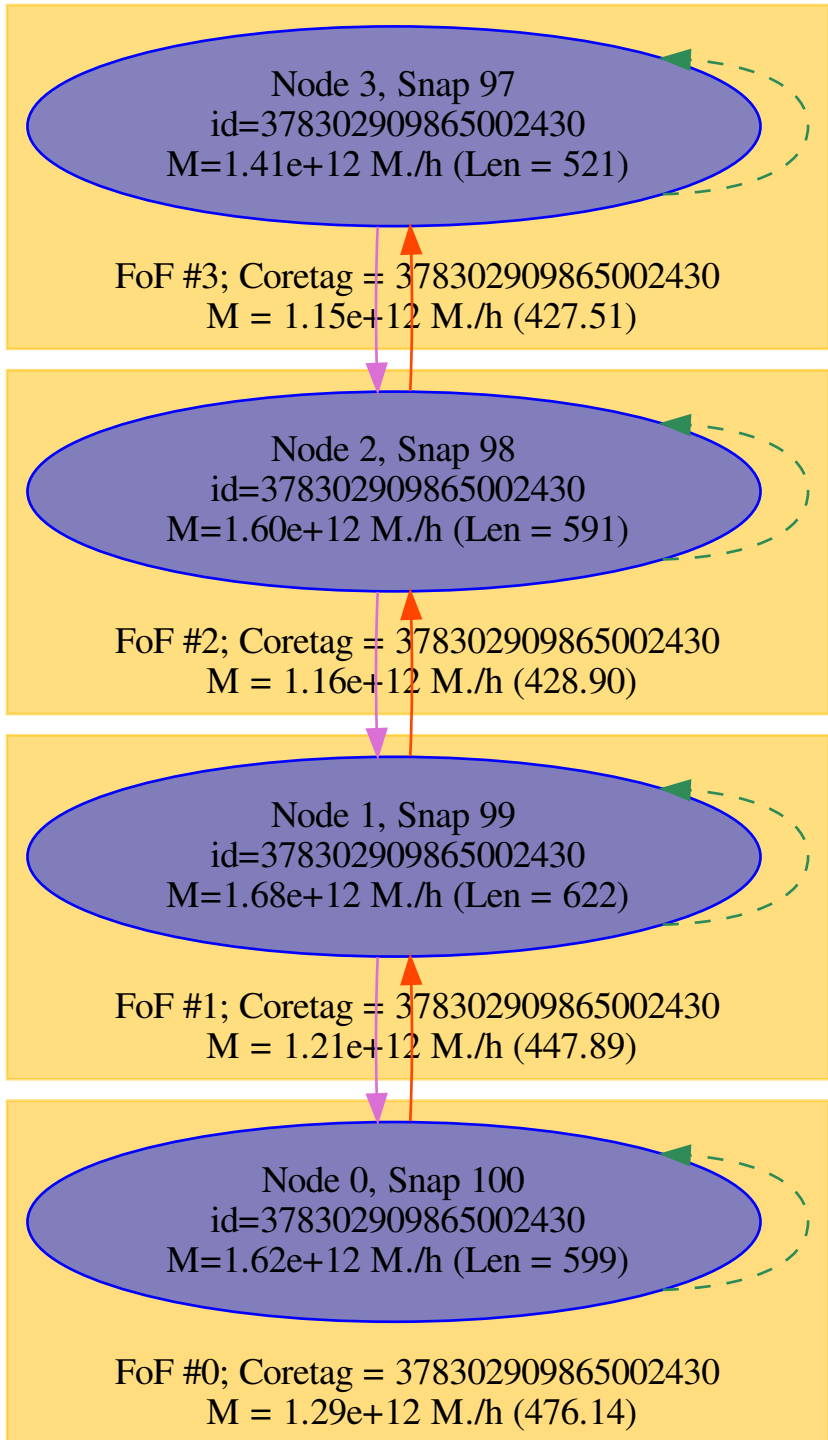 Node 3, Snap 97
id=378302909865002430
M=1.41e+12 M./h (Len = 521)
FoF #3; Coretag = 378302909865002430
M = 1.15e+12 M./h (427.51)
Node 2, Snap 98
id=378302909865002430
M=1.60e+12 M./h (Len = 591)
FoF #2; Coretag = 378302909865002430
M = 1.16e+12 M./h (428.90)
Node 1, Snap 99
id=378302909865002430
M=1.68e+12 M./h (Len = 622)
FoF #1; Coretag = 378302909865002430
M = 1.21e+12 M./h (447.89)
Node 0, Snap 100
id=378302909865002430
M=1.62e+12 M./h (Len = 599)
FoF #0; Coretag = 378302909865002430
M = 1.29e+12 M./h (476.14)